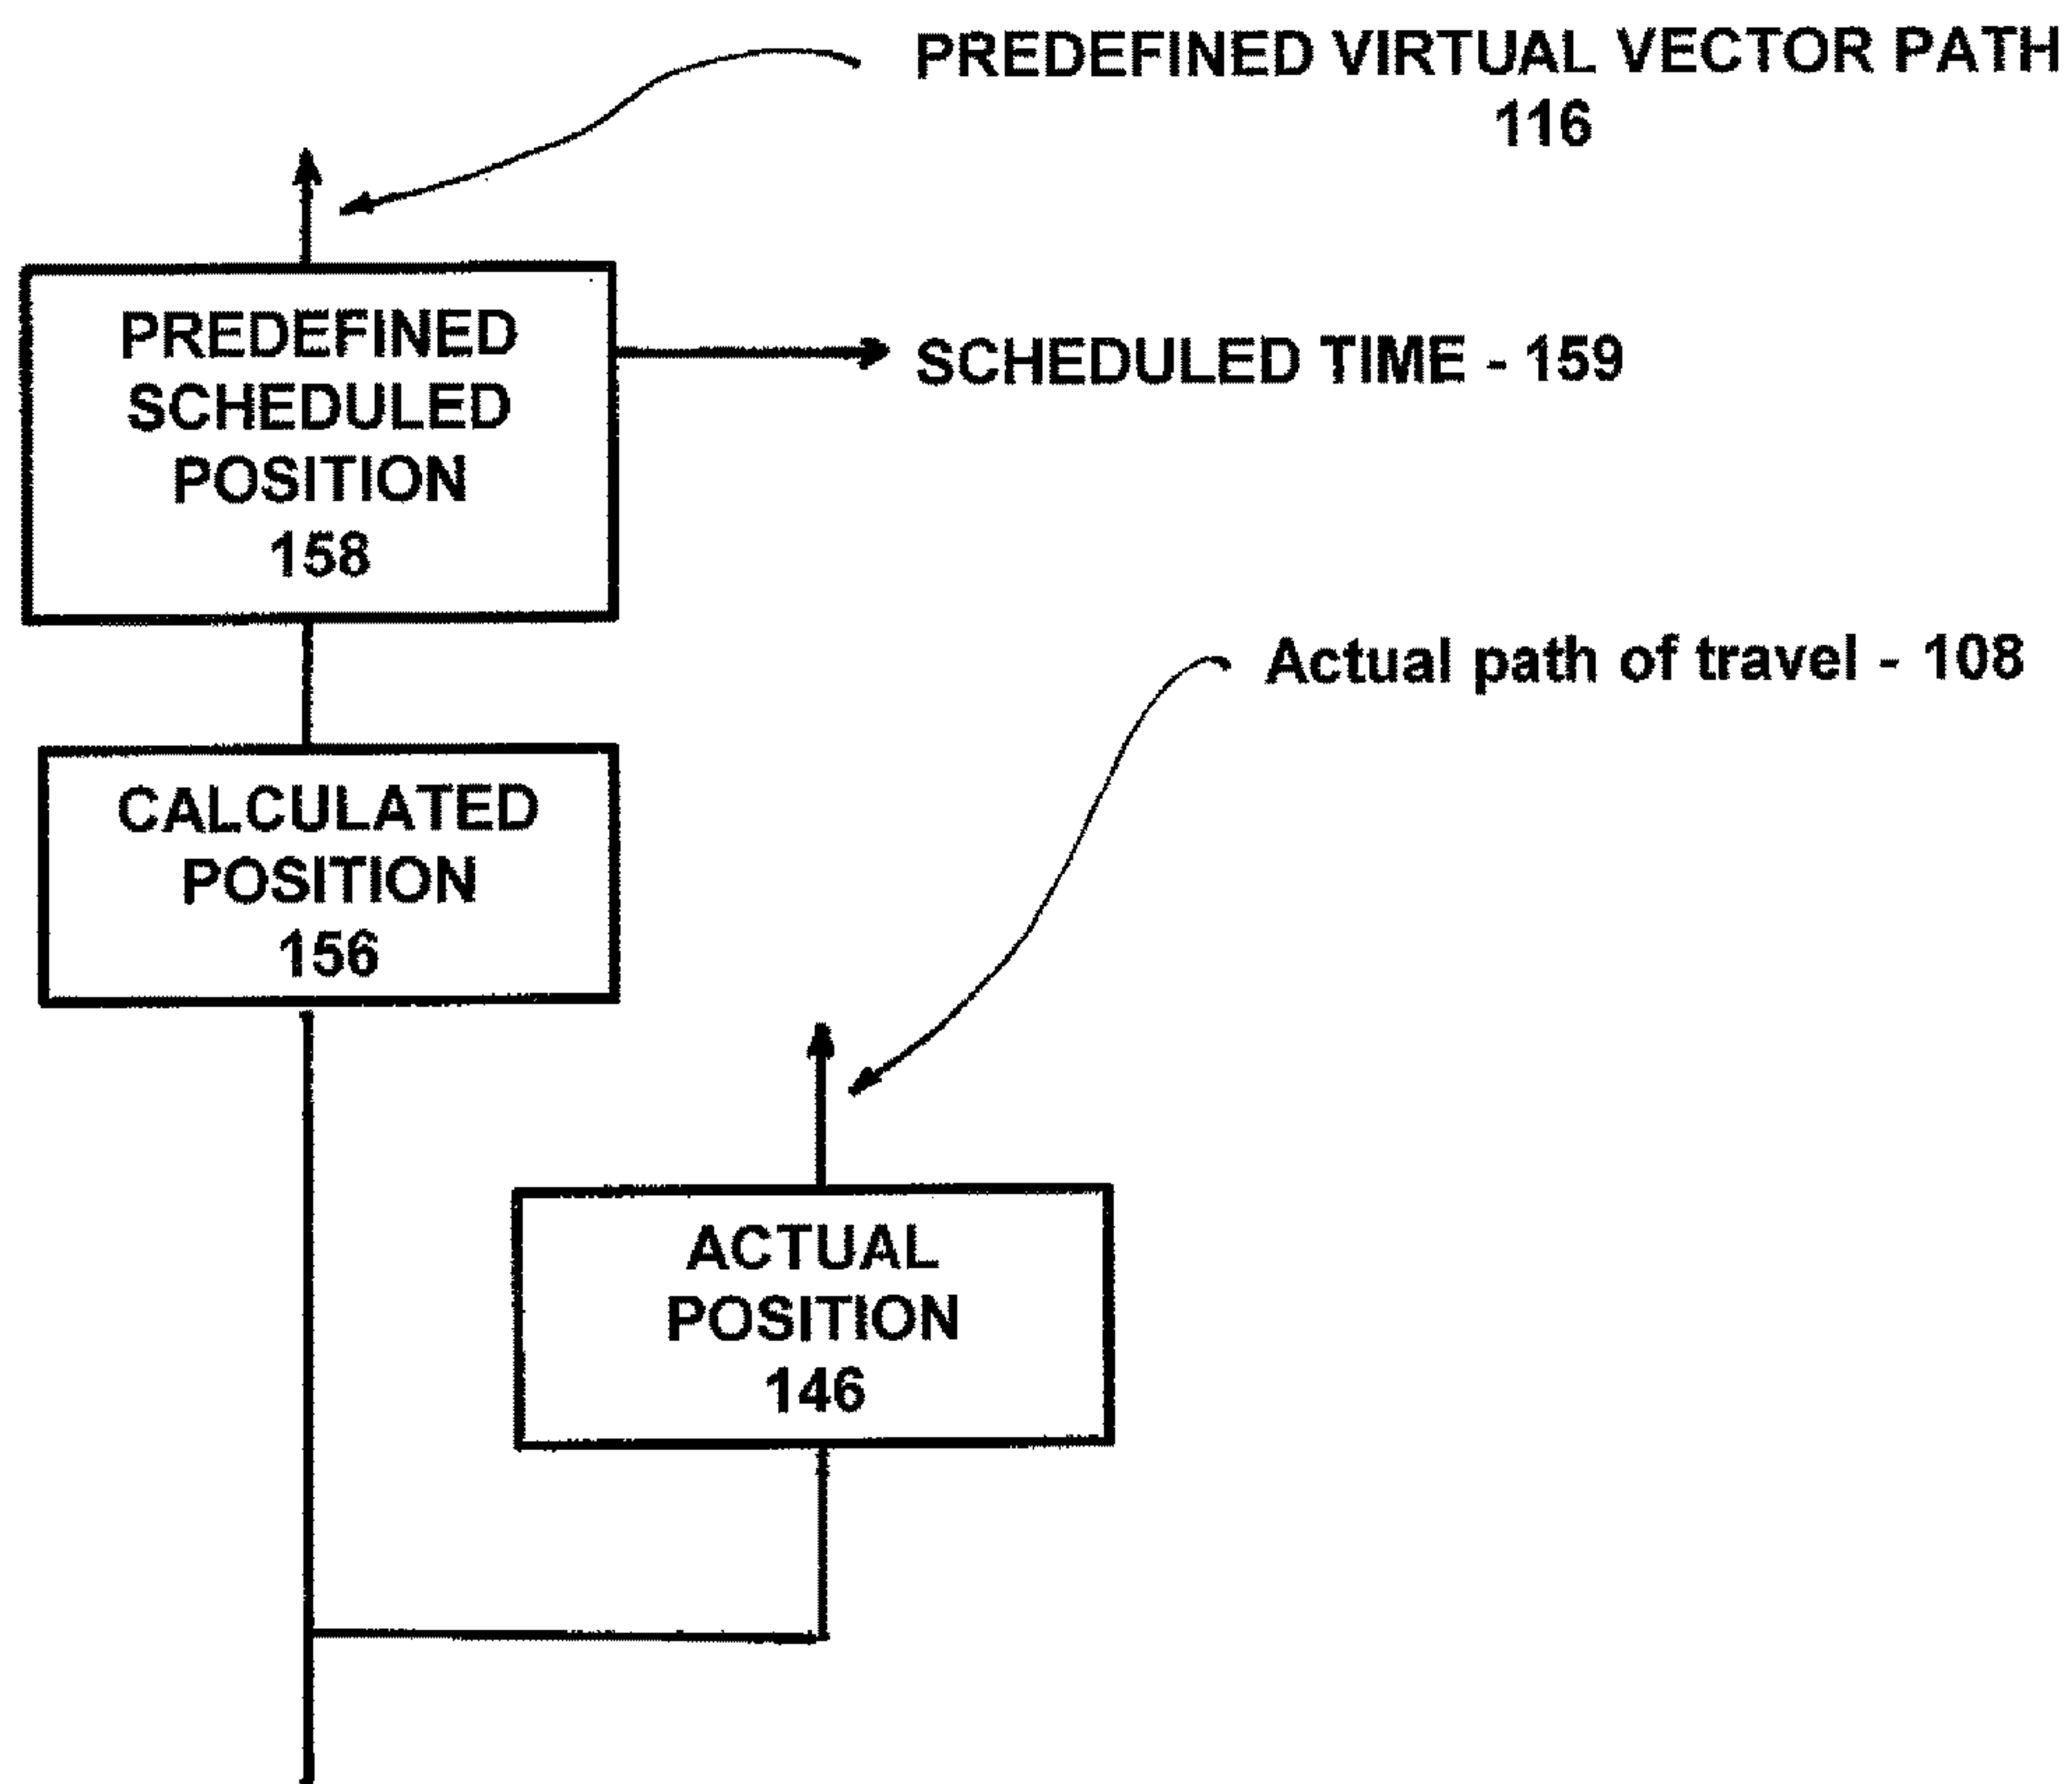 PREDEFINED VIRTUAL VECTOR PATH
116
PREDEFINED
SCHEDULED
POSITION
158
SCHEDULED TIME - 159
Actual path of travel - 108
CALCULATED
POSITION
156
ACTUAL
POSITION
146